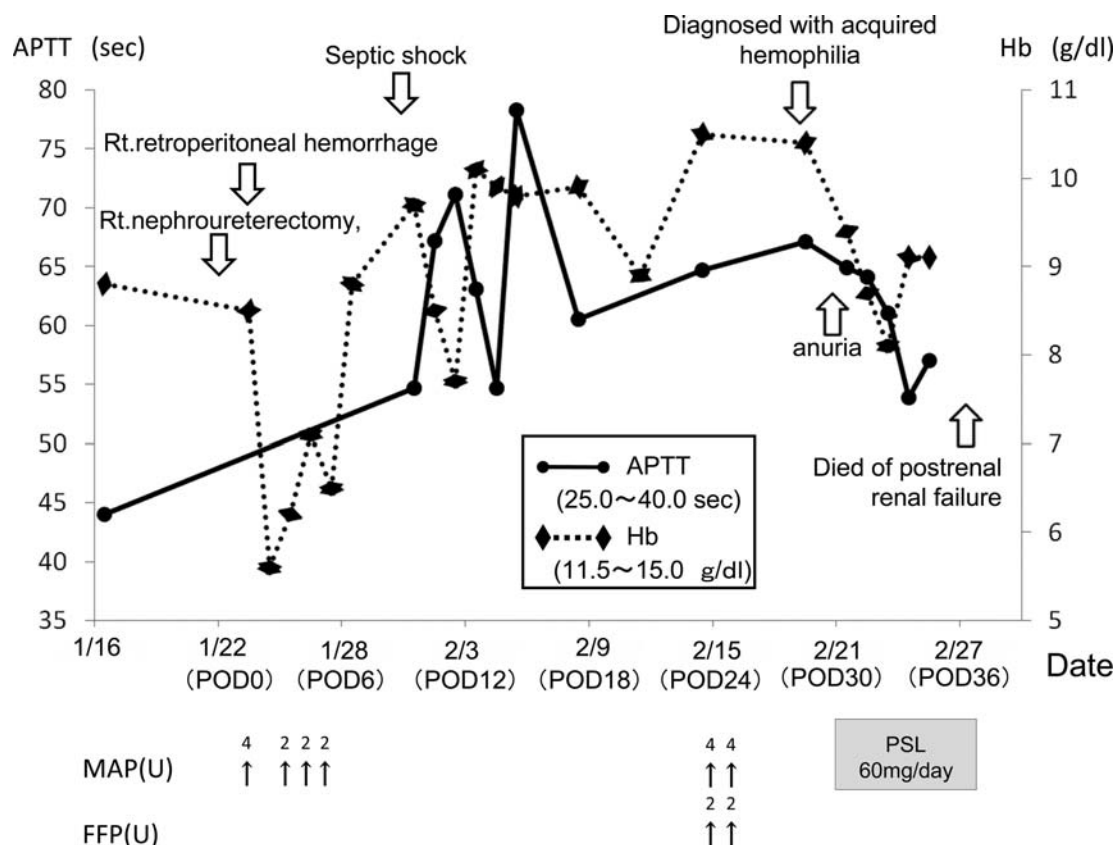 APTT (sec)
Hb (g/dl)
Septic shock
Diagnosed with acquired
hemophilia
Rt.retroperitoneal hemorrhage
Rt.nephroureterectomy,
80
75
70
65
60
55
50
45
40
35
11
10
9
8
7
6
5
anuria
Died of postrenal
renal failure
APTT
(25.0～40.0 sec)
Hb
(11.5～15.0 g/dl)
1/16 1/22 1/28 2/3 2/9 2/15 2/21 2/27 Date
(POD0) (POD6) (POD12) (POD18) (POD24) (POD30) (POD36)
4 2 2 2 4 4
MAP(U)
PSL
60mg/day
2 2
FFP(U)